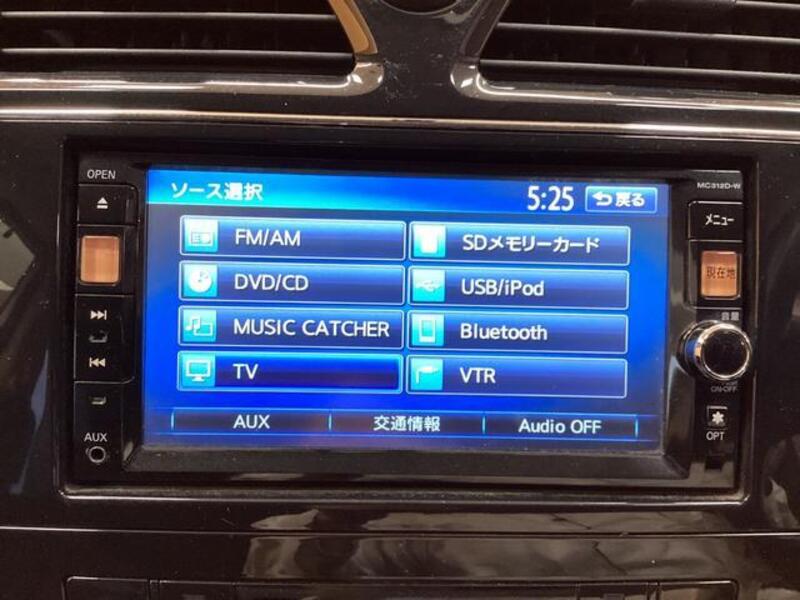 OPEN
MC312D-W
ソース選択
5:25
戻る
メニュー
FM/AM
SDメモリーカード
DVD/CD
USB/iPod
現在地
MUSIC CATCHER
Bluetooth
音量
TV
VTR
ON·OFF
AUX
交通情報
Audio OFF
AUX
OPT